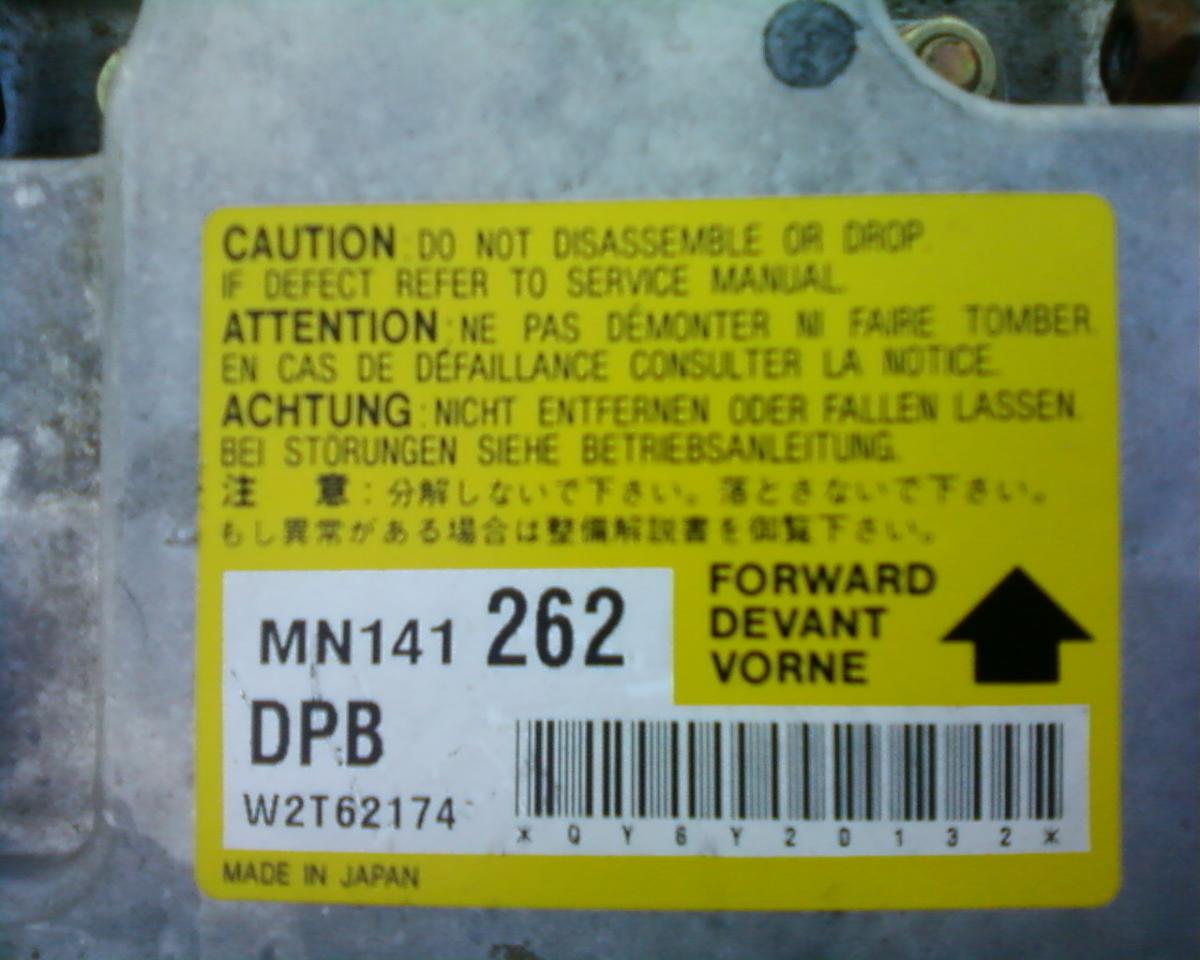 CAUTION : DO NOT DISASSEMBLE OR DROP.
IF DEFECT REFER TO SERVICE MANUAL.
ATTENTION : NE PAS DÉMONTER NI FAIRE TOMBER.
EN CAS DE DÉFAILLANCE CONSULTER LA NOTICE.
ACHTUNG : NICHT ENTFERNEN ODER FALLEN LASSEN.
BEI STÖRUNGEN SIEHE BETRIEBSANLEITUNG.
注 意 : 分解しないで下さい。落とさないで下さい。
もし異常がある場合は整備解説書を御覧下さい。
FORWARD
DEVANT
VORNE
MN141 262
DPB
W2T62174
*QY6Y20132*
MADE IN JAPAN